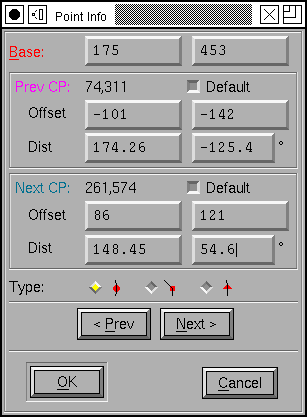 Point Info
Base: 175 453
Prev CP: 74,311 Default
Offset -101 -142
Dist 174.26 -125.4 °
Next CP: 261,574 Default
Offset 86 121
Dist 148.45 54.6 °
Type:
< Prev Next >
OK Cancel